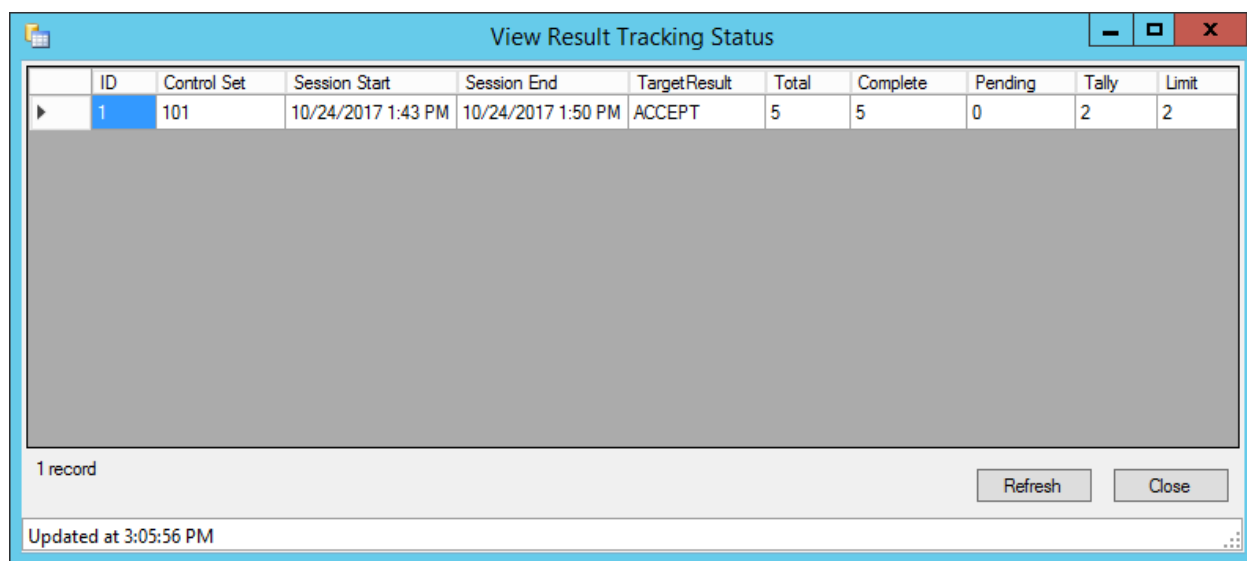 View Result Tracking Status
ID Control Set Session Start Session End TargetResult Total Complete Pending Tally Limit
1 101 10/24/2017 1:43 PM 10/24/2017 1:50 PM ACCEPT 5 5 0 2 2
1 record
Refresh Close
Updated at 3:05:56 PM